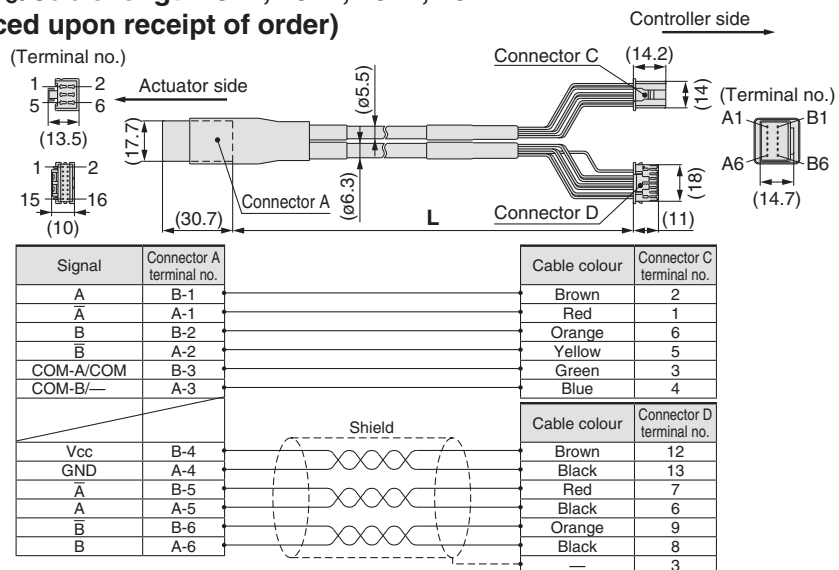 ced upon receipt of order)
Controller side
(Terminal no.)
Connector C
(14.2)
1
2
5
6
(13.5)
Actuator side
(ø5.5)
(14)
(Terminal no.)
A1
B1
A6
B6
(14.7)
(17.7)
1
2
15
16
(10)
(30.7)
Connector A
(ø6.3)
L
Connector D
(18)
(11)
Signal Connector A terminal no. Cable colour Connector C terminal no.
A B-1 Brown 2
A̅ A-1 Red 1
B B-2 Orange 6
B̅ A-2 Yellow 5
COM-A/COM B-3 Green 3
COM-B/— A-3 Blue 4
Shield Cable colour Connector D terminal no.
Vcc B-4 Brown 12
GND A-4 Black 13
A̅ B-5 Red 7
A A-5 Black 6
B̅ B-6 Orange 9
B A-6 Black 8
— 3